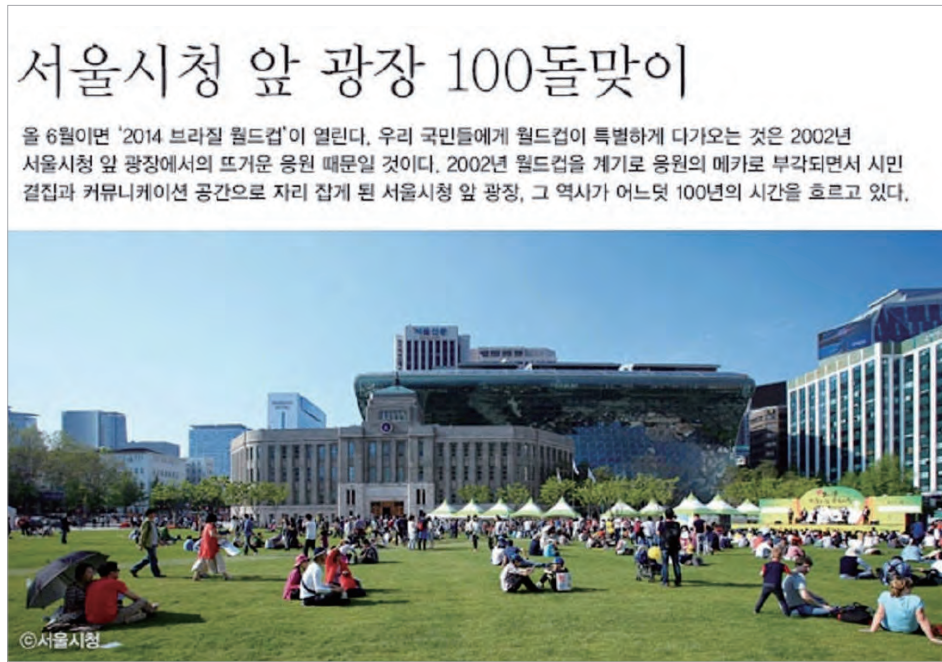 서울시청 앞 광장 100돌맞이
올 6월이면 ‘2014 브라질 월드컵’이 열린다. 우리 국민들에게 월드컵이 특별하게 다가오는 것은 2002년
서울시청 앞 광장에서의 뜨거운 응원 때문일 것이다. 2002년 월드컵을 계기로 응원의 메카로 부각되면서 시민
결집과 커뮤니케이션 공간으로 자리 잡게 된 서울시청 앞 광장, 그 역사가 어느덧 100년의 시간을 흐르고 있다.
서울신문
©서울시청